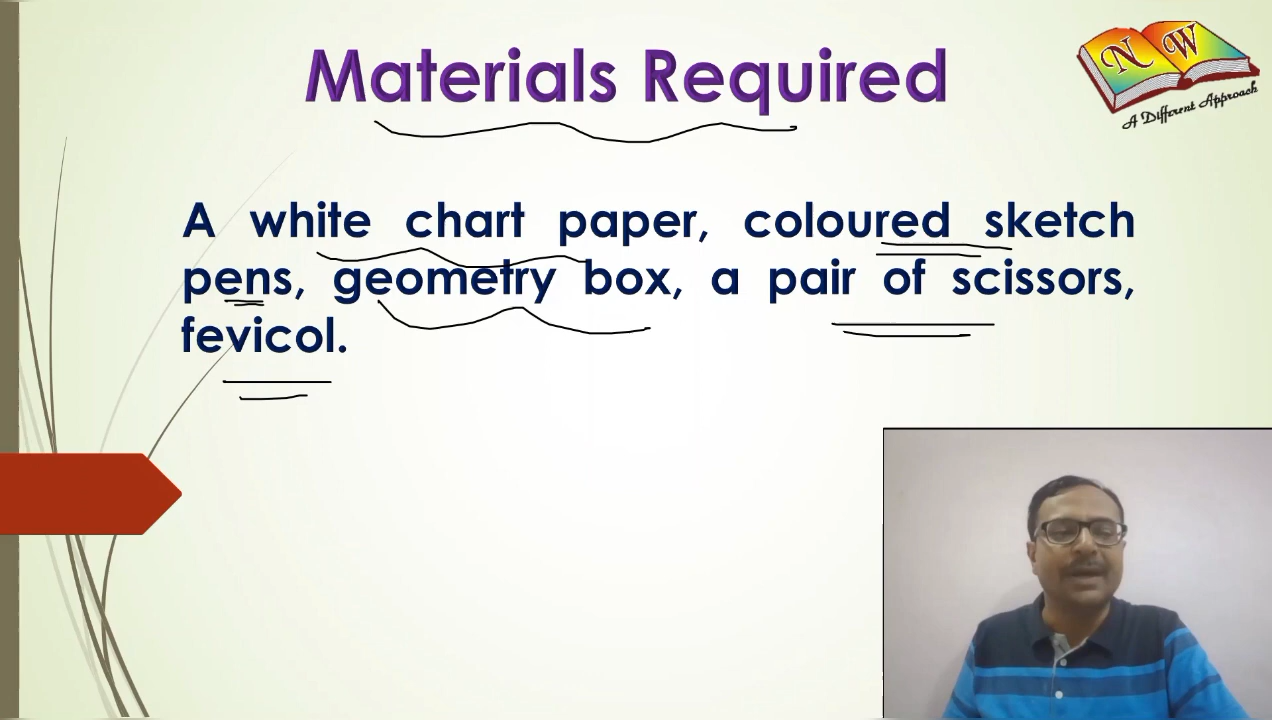 Materials Required
N W
A Different Approach
A white chart paper, coloured sketch
pens, geometry box, a pair of scissors,
fevicol.